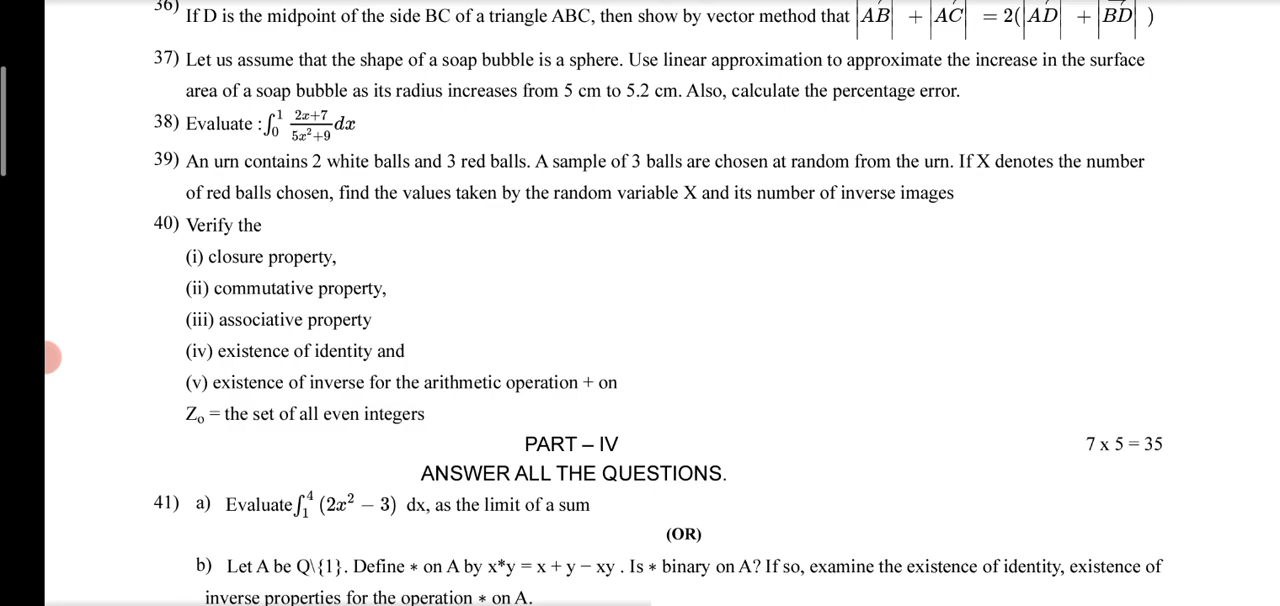 36) If D is the midpoint of the side BC of a triangle ABC, then show by vector method that |AB| + |AC| = 2(|AD| + |BD|)
37) Let us assume that the shape of a soap bubble is a sphere. Use linear approximation to approximate the increase in the surface
area of a soap bubble as its radius increases from 5 cm to 5.2 cm. Also, calculate the percentage error.
38) Evaluate : ∫₀¹ (2x+7)/(5x²+9) dx
39) An urn contains 2 white balls and 3 red balls. A sample of 3 balls are chosen at random from the urn. If X denotes the number
of red balls chosen, find the values taken by the random variable X and its number of inverse images
40) Verify the
(i) closure property,
(ii) commutative property,
(iii) associative property
(iv) existence of identity and
(v) existence of inverse for the arithmetic operation + on
Zₒ = the set of all even integers
PART – IV 7 x 5 = 35
ANSWER ALL THE QUESTIONS.
41) a) Evaluate ∫₁⁴ (2x² − 3) dx, as the limit of a sum
(OR)
b) Let A be Q\{1}. Define * on A by x*y = x + y − xy . Is * binary on A? If so, examine the existence of identity, existence of
inverse properties for the operation * on A.